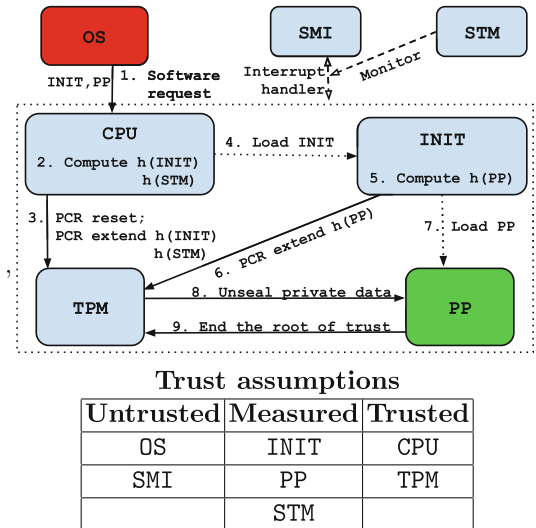 OS
SMI
STM
INIT,PP
1. Software
request
Interrupt
handler
Monitor
CPU
2. Compute h(INIT)
h(STM)
4. Load INIT
INIT
5. Compute h(PP)
3. PCR reset;
PCR extend h(INIT)
h(STM)
6. PCR extend h(PP)
7. Load PP
,
TPM
8. Unseal private data
9. End the root of trust
PP
Trust assumptions
Untrusted Measured Trusted
OS INIT CPU
SMI PP TPM
STM